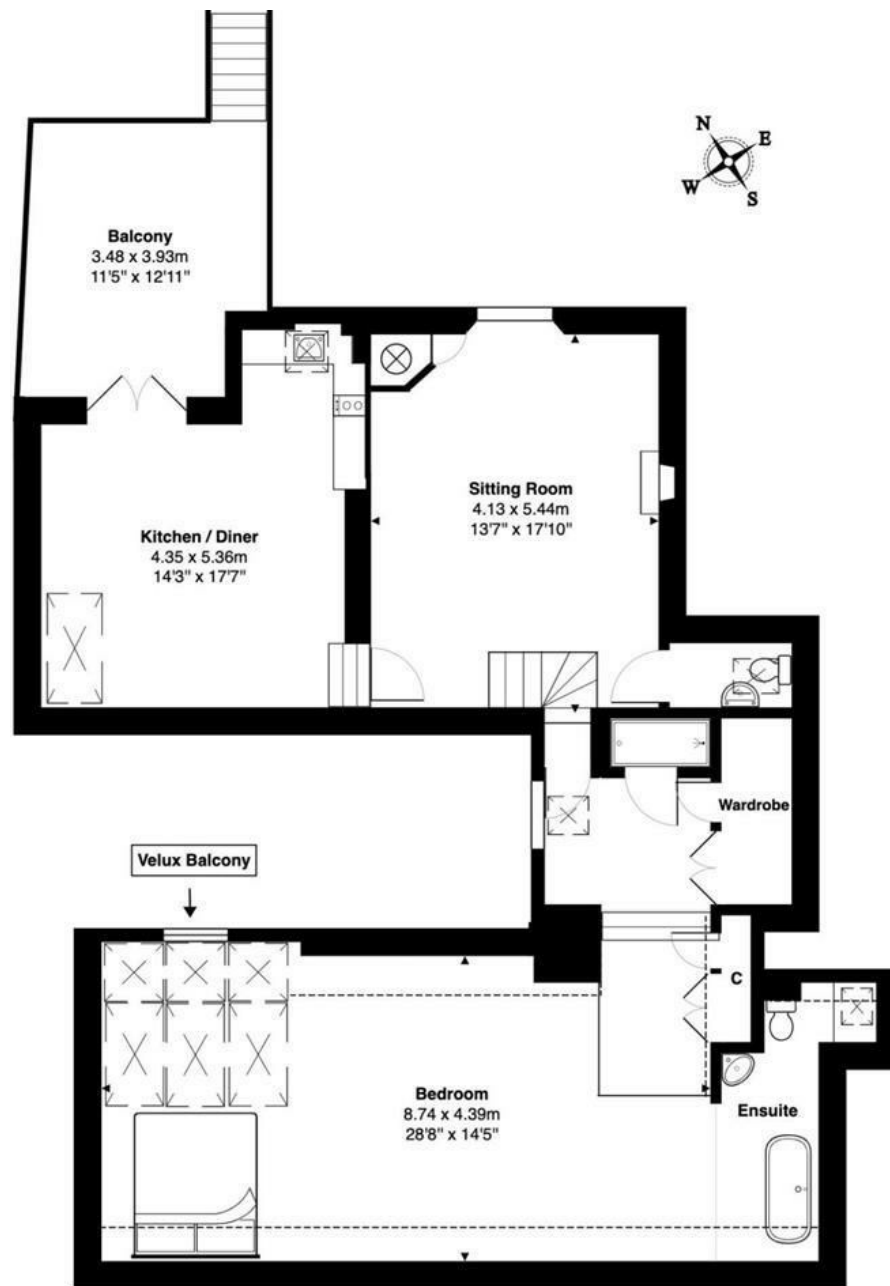 N
E
W
S
Balcony
3.48 x 3.93m
11'5" x 12'11"
Sitting Room
4.13 x 5.44m
13'7" x 17'10"
Kitchen / Diner
4.35 x 5.36m
14'3" x 17'7"
Wardrobe
Velux Balcony
C
Bedroom
8.74 x 4.39m
28'8" x 14'5"
Ensuite